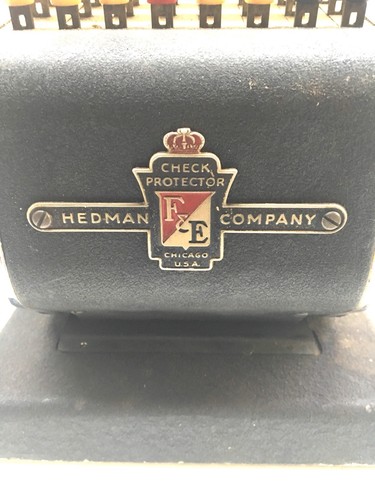 CHECK
PROTECTOR
HEDMAN F&E COMPANY
CHICAGO
U.S.A.